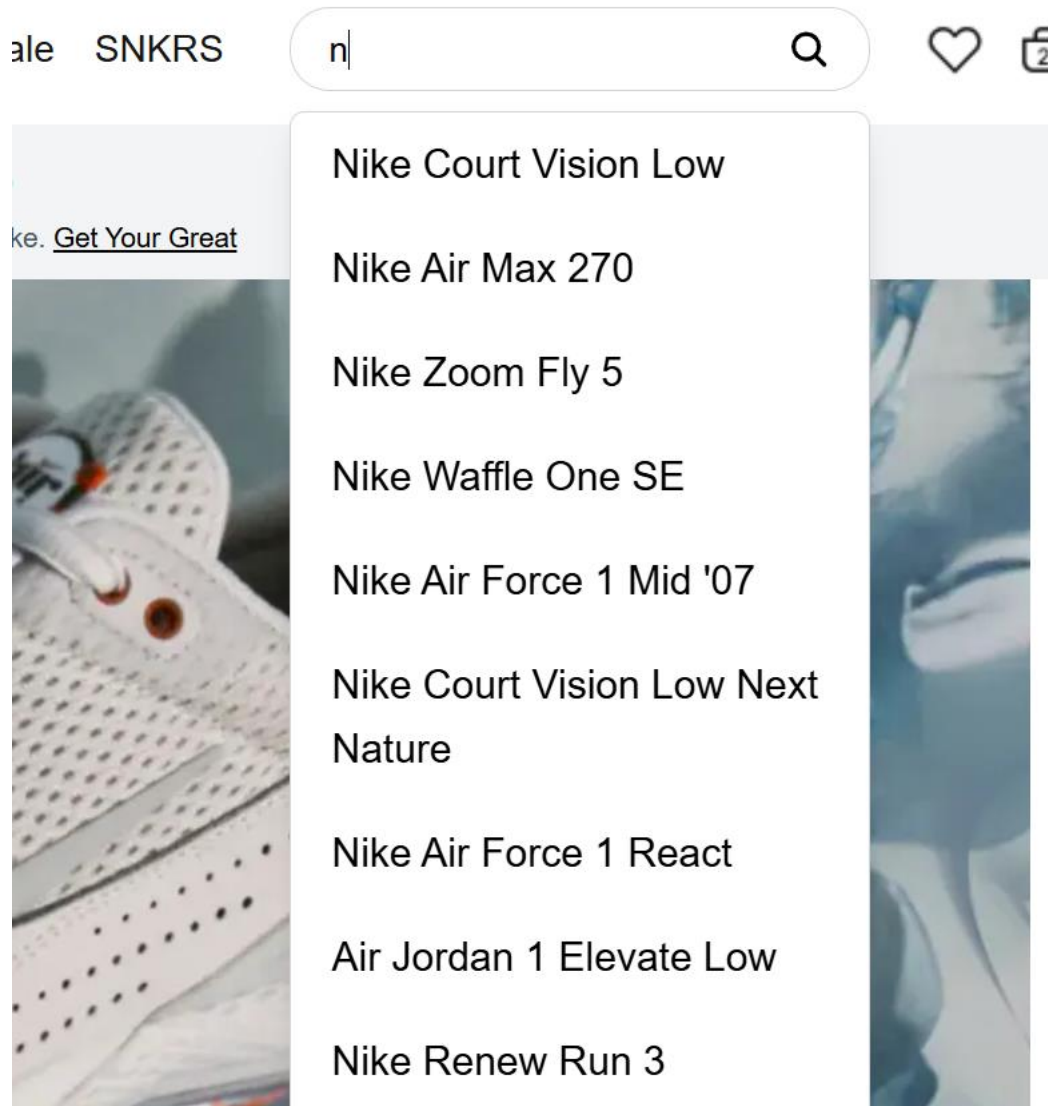 ale SNKRS n 2
Nike Court Vision Low
ke. Get Your Great
Nike Air Max 270
Nike Zoom Fly 5
Nike Waffle One SE
Nike Air Force 1 Mid '07
Nike Court Vision Low Next
Nature
Nike Air Force 1 React
Air Jordan 1 Elevate Low
Nike Renew Run 3